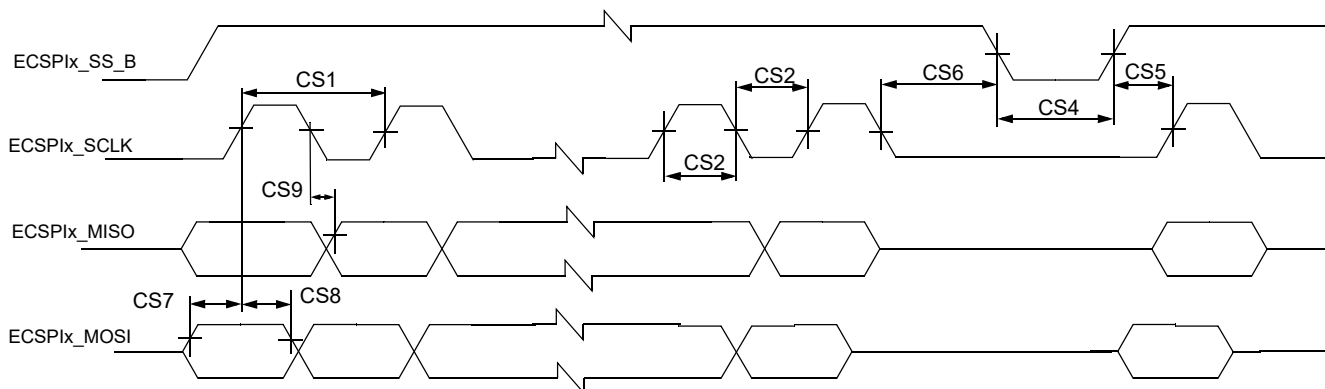 ECSPIx_SS_B
CS1
CS2
CS6
CS5
CS4
ECSPIx_SCLK
CS2
CS9
ECSPIx_MISO
CS7
CS8
ECSPIx_MOSI